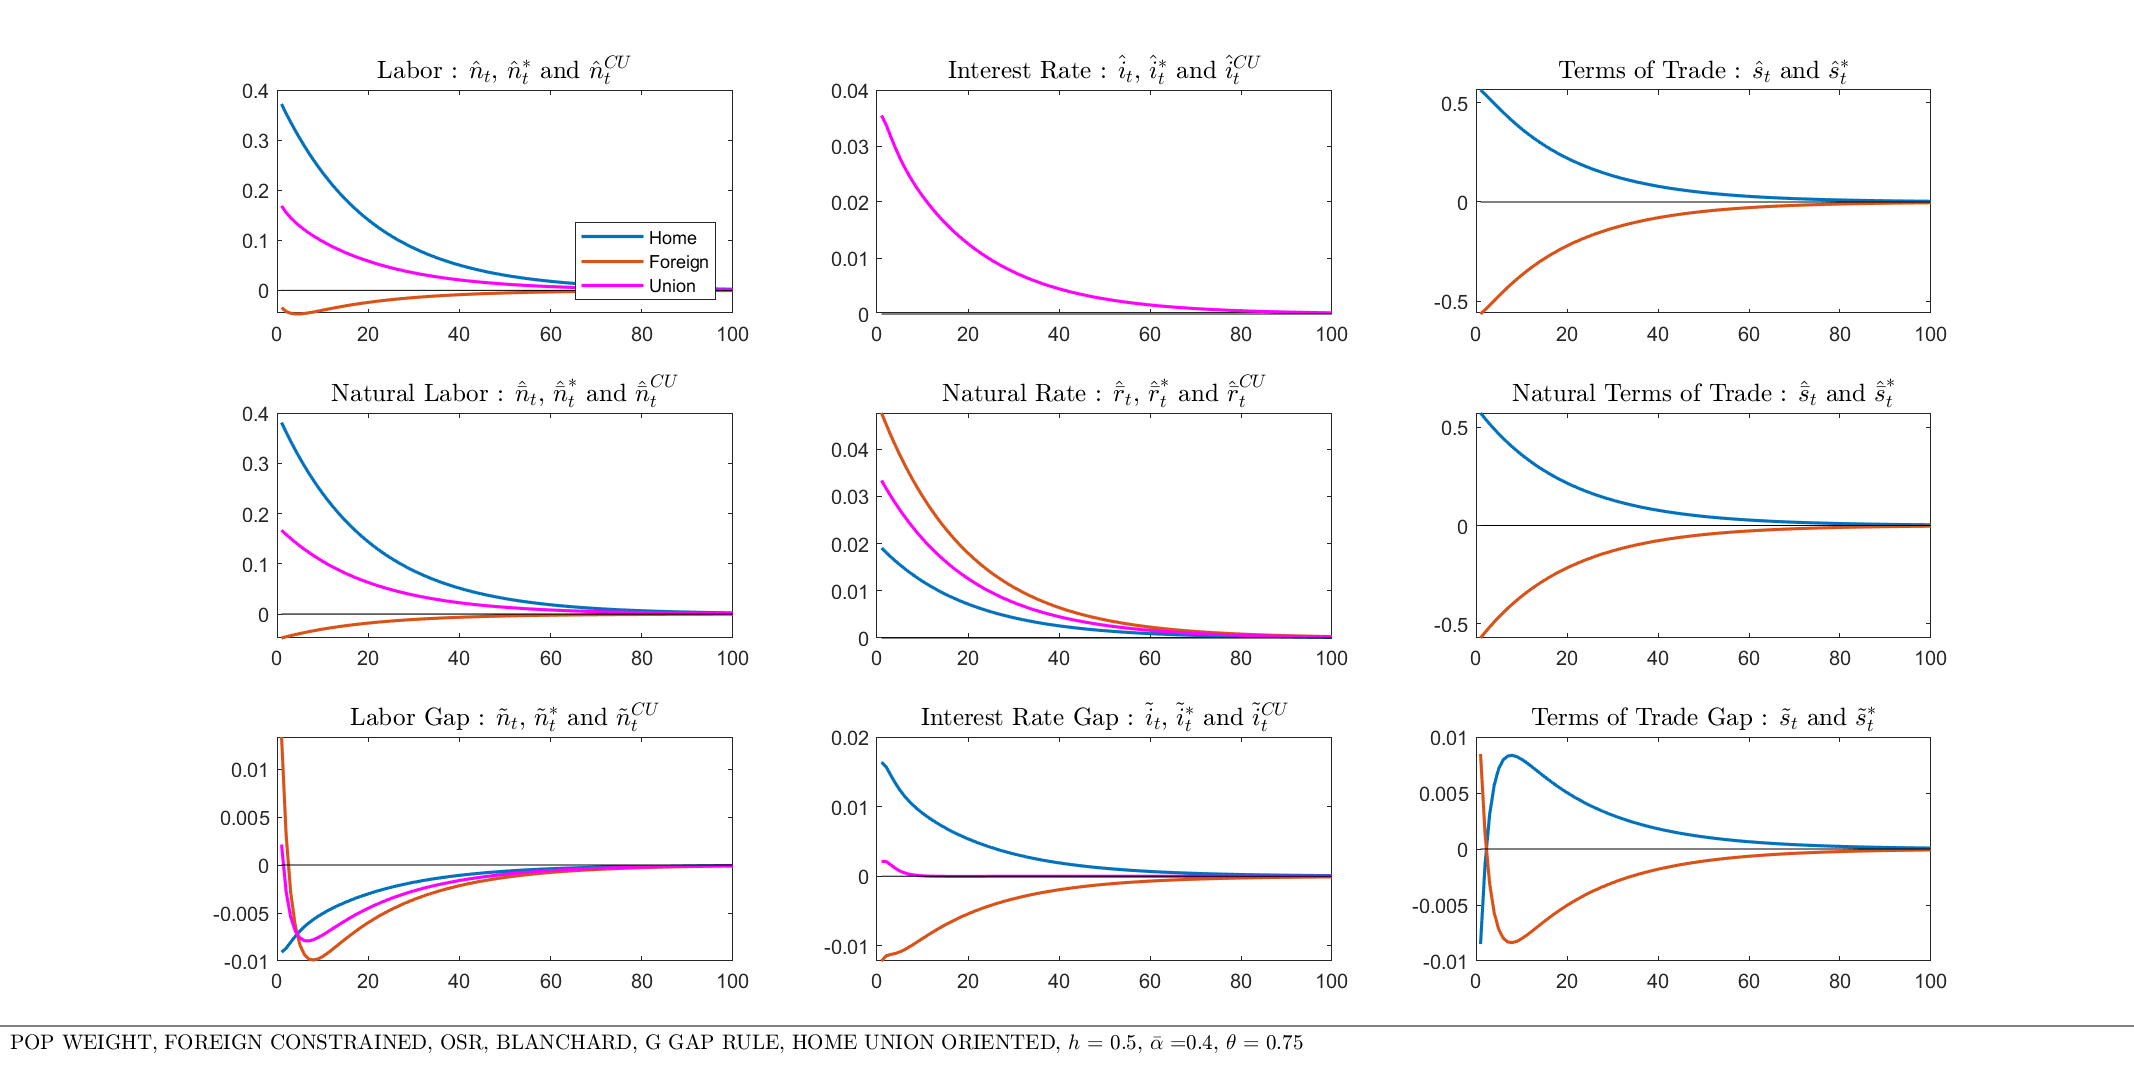 Labor : n̂ₜ, n̂ₜ* and n̂ₜᶜᵁ
0.4
0.3
0.2
0.1
0
0 20 40 60 80 100
Home
Foreign
Union
Interest Rate : îₜ, îₜ* and îₜᶜᵁ
0.04
0.03
0.02
0.01
0
0 20 40 60 80 100
Terms of Trade : ŝₜ and ŝₜ*
0.5
0
-0.5
0 20 40 60 80 100
Natural Labor : n̄̂ₜ, n̄̂ₜ* and n̄̂ₜᶜᵁ
0.4
0.3
0.2
0.1
0
0 20 40 60 80 100
Natural Rate : r̄̂ₜ, r̄̂ₜ* and r̄̂ₜᶜᵁ
0.04
0.03
0.02
0.01
0
0 20 40 60 80 100
Natural Terms of Trade : s̄̂ₜ and s̄̂ₜ*
0.5
0
-0.5
0 20 40 60 80 100
Labor Gap : ñₜ, ñₜ* and ñₜᶜᵁ
0.01
0.005
0
-0.005
-0.01
0 20 40 60 80 100
Interest Rate Gap : ĩₜ, ĩₜ* and ĩₜᶜᵁ
0.02
0.01
0
-0.01
0 20 40 60 80 100
Terms of Trade Gap : s̃ₜ and s̃ₜ*
0.01
0.005
0
-0.005
-0.01
0 20 40 60 80 100
POP WEIGHT, FOREIGN CONSTRAINED, OSR, BLANCHARD, G GAP RULE, HOME UNION ORIENTED, h = 0.5, ᾱ =0.4, θ = 0.75